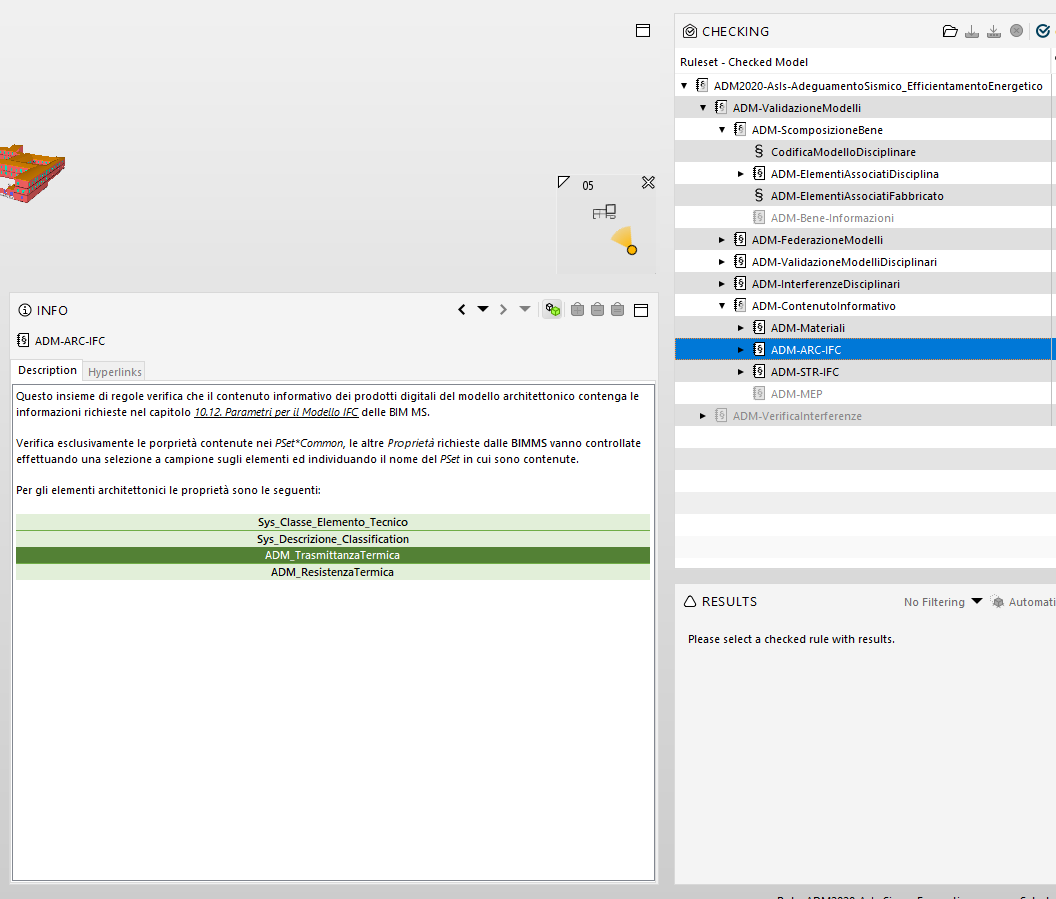 05
INFO
ADM-ARC-IFC
Description
Hyperlinks
Questo insieme di regole verifica che il contenuto informativo dei prodotti digitali del modello architettonico contenga le
informazioni richieste nel capitolo 10.12. Parametri per il Modello IFC delle BIM MS.
Verifica esclusivamente le porprietà contenute nei PSet*Common, le altre Proprietà richieste dalle BIMMS vanno controllate
effettuando una selezione a campione sugli elementi ed individuando il nome del PSet in cui sono contenute.
Per gli elementi architettonici le proprietà sono le seguenti:
Sys_Classe_Elemento_Tecnico
Sys_Descrizione_Classification
ADM_TrasmittanzaTermica
ADM_ResistenzaTermica
CHECKING
Ruleset - Checked Model
ADM2020-AsIs-AdeguamentoSismico_EfficientamentoEnergetico
ADM-ValidazioneModelli
ADM-ScomposizioneBene
§ CodificaModelloDisciplinare
ADM-ElementiAssociatiDisciplina
§ ADM-ElementiAssociatiFabbricato
ADM-Bene-Informazioni
ADM-FederazioneModelli
ADM-ValidazioneModelliDisciplinari
ADM-InterferenzeDisciplinari
ADM-ContenutoInformativo
ADM-Materiali
ADM-ARC-IFC
ADM-STR-IFC
ADM-MEP
ADM-VerificaInterferenze
RESULTS
No Filtering
Automati
Please select a checked rule with results.